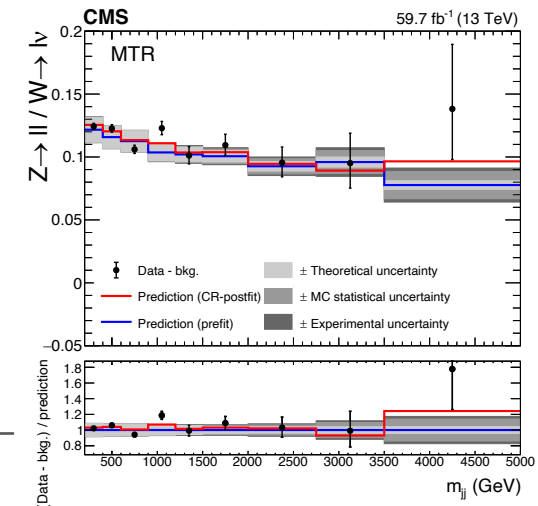 CMS 59.7 fb⁻¹ (13 TeV)
MTR
Z→ ll / W→ lν
0.2
0.15
0.1
0.05
0
−0.05
Data - bkg.
Prediction (CR-postfit)
Prediction (prefit)
± Theoretical uncertainty
± MC statistical uncertainty
± Experimental uncertainty
(Data - bkg.) / prediction
1.8
1.6
1.4
1.2
1
0.8
500 1000 1500 2000 2500 3000 3500 4000 4500 5000
m_jj (GeV)